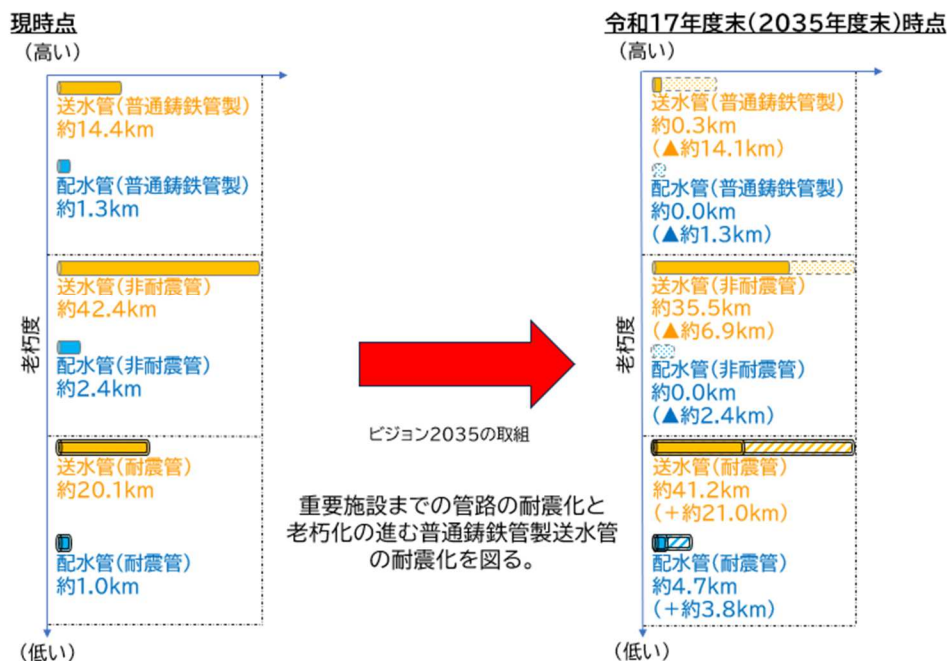 現時点
(高い)
送水管(普通鋳鉄管製)
約14.4km
配水管(普通鋳鉄管製)
約1.3km
送水管(非耐震管)
約42.4km
配水管(非耐震管)
約2.4km
送水管(耐震管)
約20.1km
配水管(耐震管)
約1.0km
老朽度
(低い)
ビジョン2035の取組
重要施設までの管路の耐震化と
老朽化の進む普通鋳鉄管製送水管
の耐震化を図る。
令和17年度末(2035年度末)時点
(高い)
送水管(普通鋳鉄管製)
約0.3km
(▲約14.1km)
配水管(普通鋳鉄管製)
約0.0km
(▲約1.3km)
送水管(非耐震管)
約35.5km
(▲約6.9km)
配水管(非耐震管)
約0.0km
(▲約2.4km)
送水管(耐震管)
約41.2km
(+約21.0km)
配水管(耐震管)
約4.7km
(+約3.8km)
老朽度
(低い)